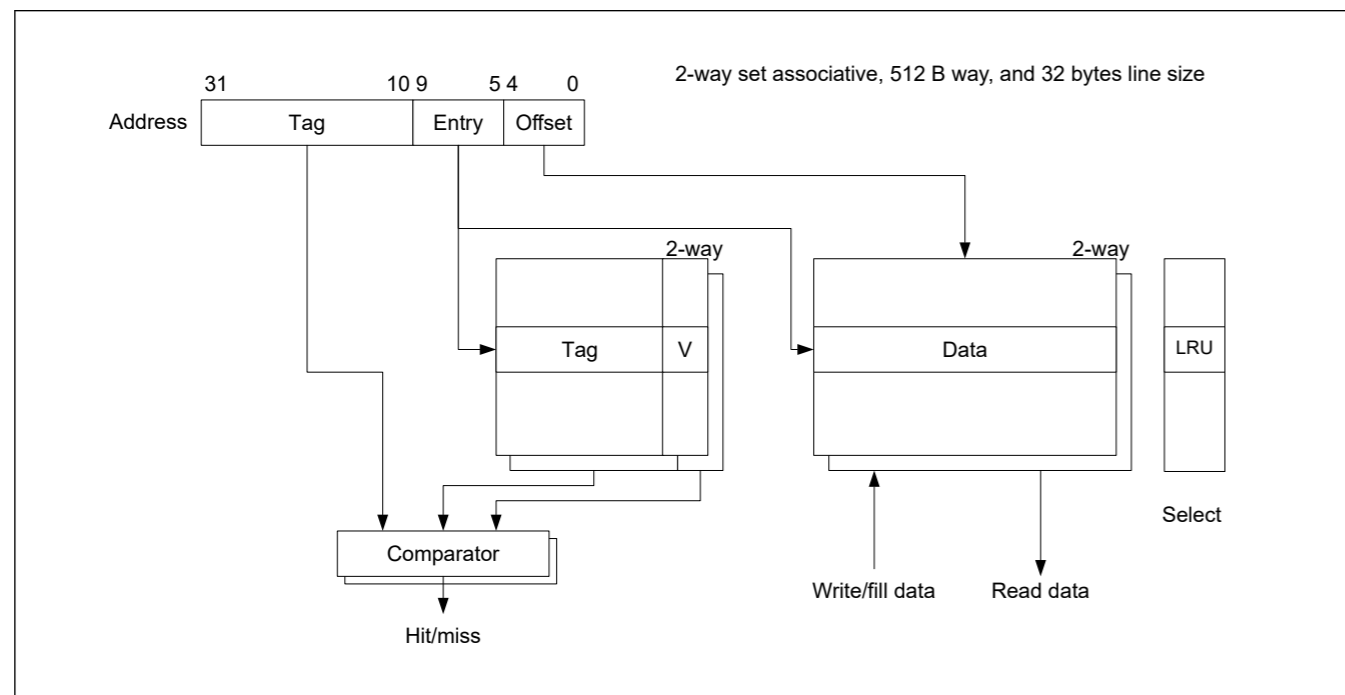 2-way set associative, 512 B way, and 32 bytes line size
31 10 9 5 4 0
Address Tag Entry Offset
2-way 2-way
Tag V Data LRU
Select
Comparator
Write/fill data Read data
Hit/miss